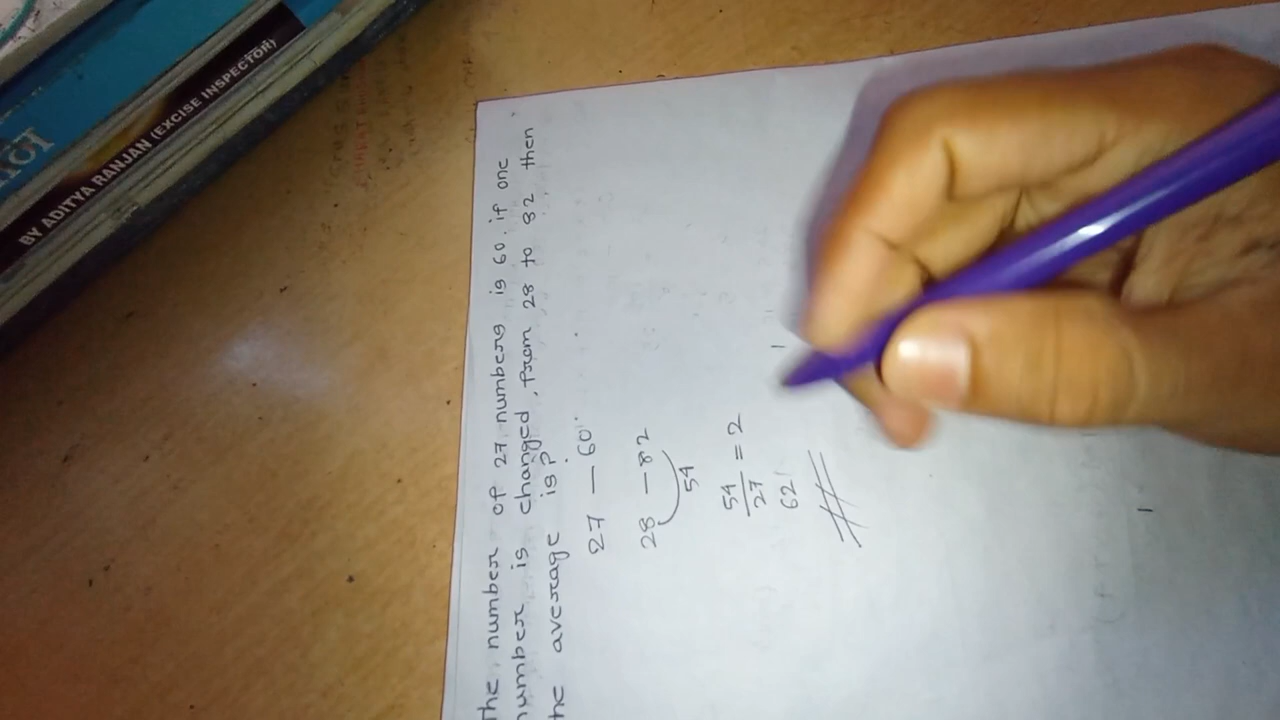 BY ADITYA RANJAN (EXCISE INSPECTOR)
The number of 27 numbers is 60. if one
number is changed, from 28 to 82 then
the average is?
27 — 60
28 — 82
54
54
27 = 2
62